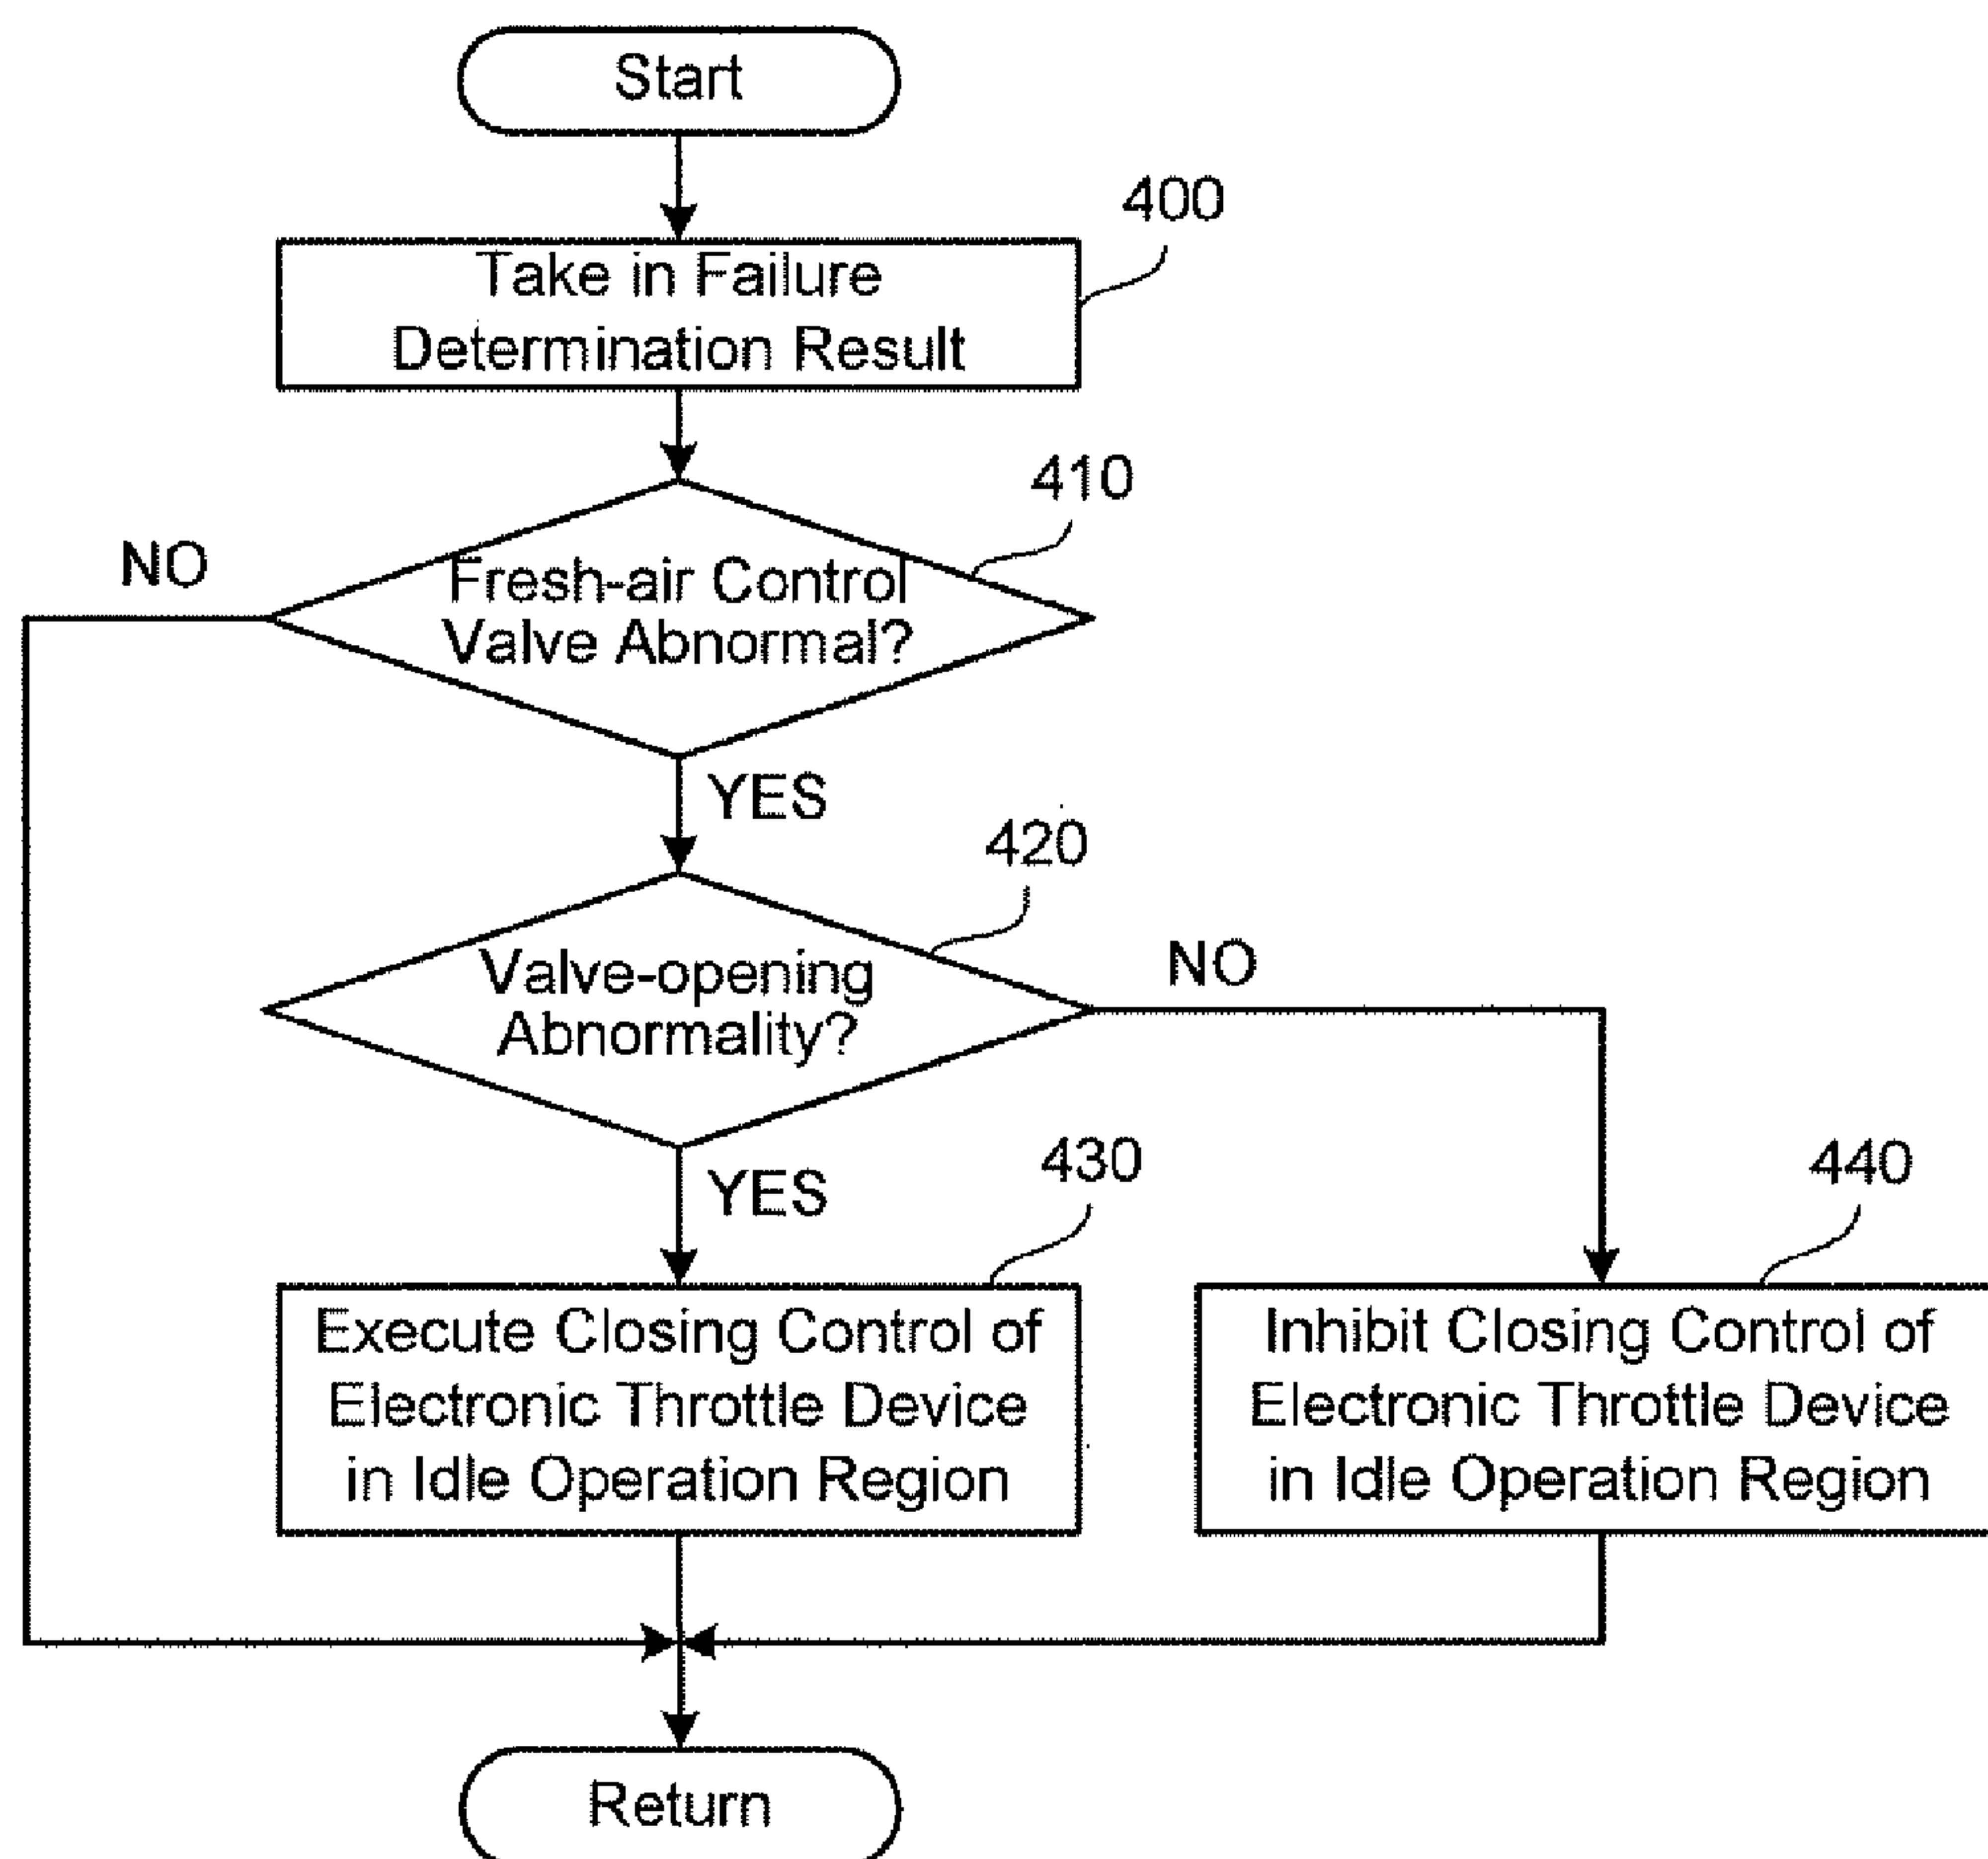 Start
400
Take in Failure
Determination Result
410
NO
Fresh-air Control
Valve Abnormal?
YES
420
Valve-opening
Abnormality?
NO
YES
430
440
Execute Closing Control of
Electronic Throttle Device
in Idle Operation Region
Inhibit Closing Control of
Electronic Throttle Device
in Idle Operation Region
Return